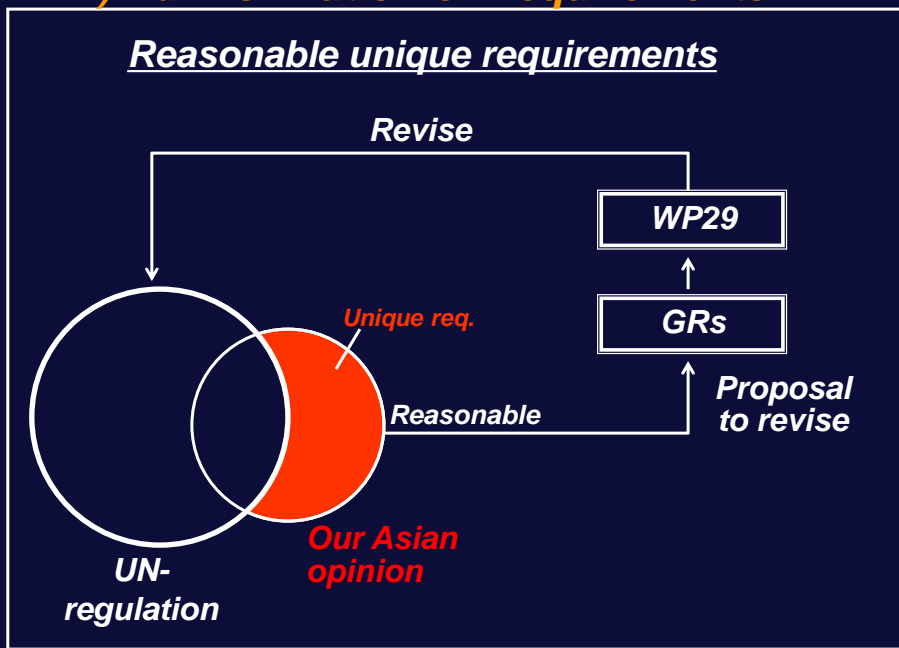 Reasonable unique requirements
Revise
WP29
GRs
Unique req.
Reasonable
Proposal
to revise
Our Asian
opinion
UN-
regulation